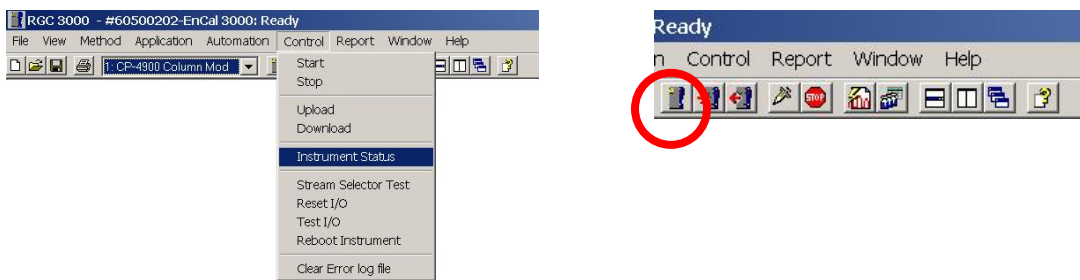 RGC 3000 - #60500202-EnCal 3000: Ready
File View Method Application Automation Control Report Window Help
1: CP-4900 Column Mod
Start
Stop
Upload
Download
Instrument Status
Stream Selector Test
Reset I/O
Test I/O
Reboot Instrument
Clear Error log file
Ready
n Control Report Window Help
STOP